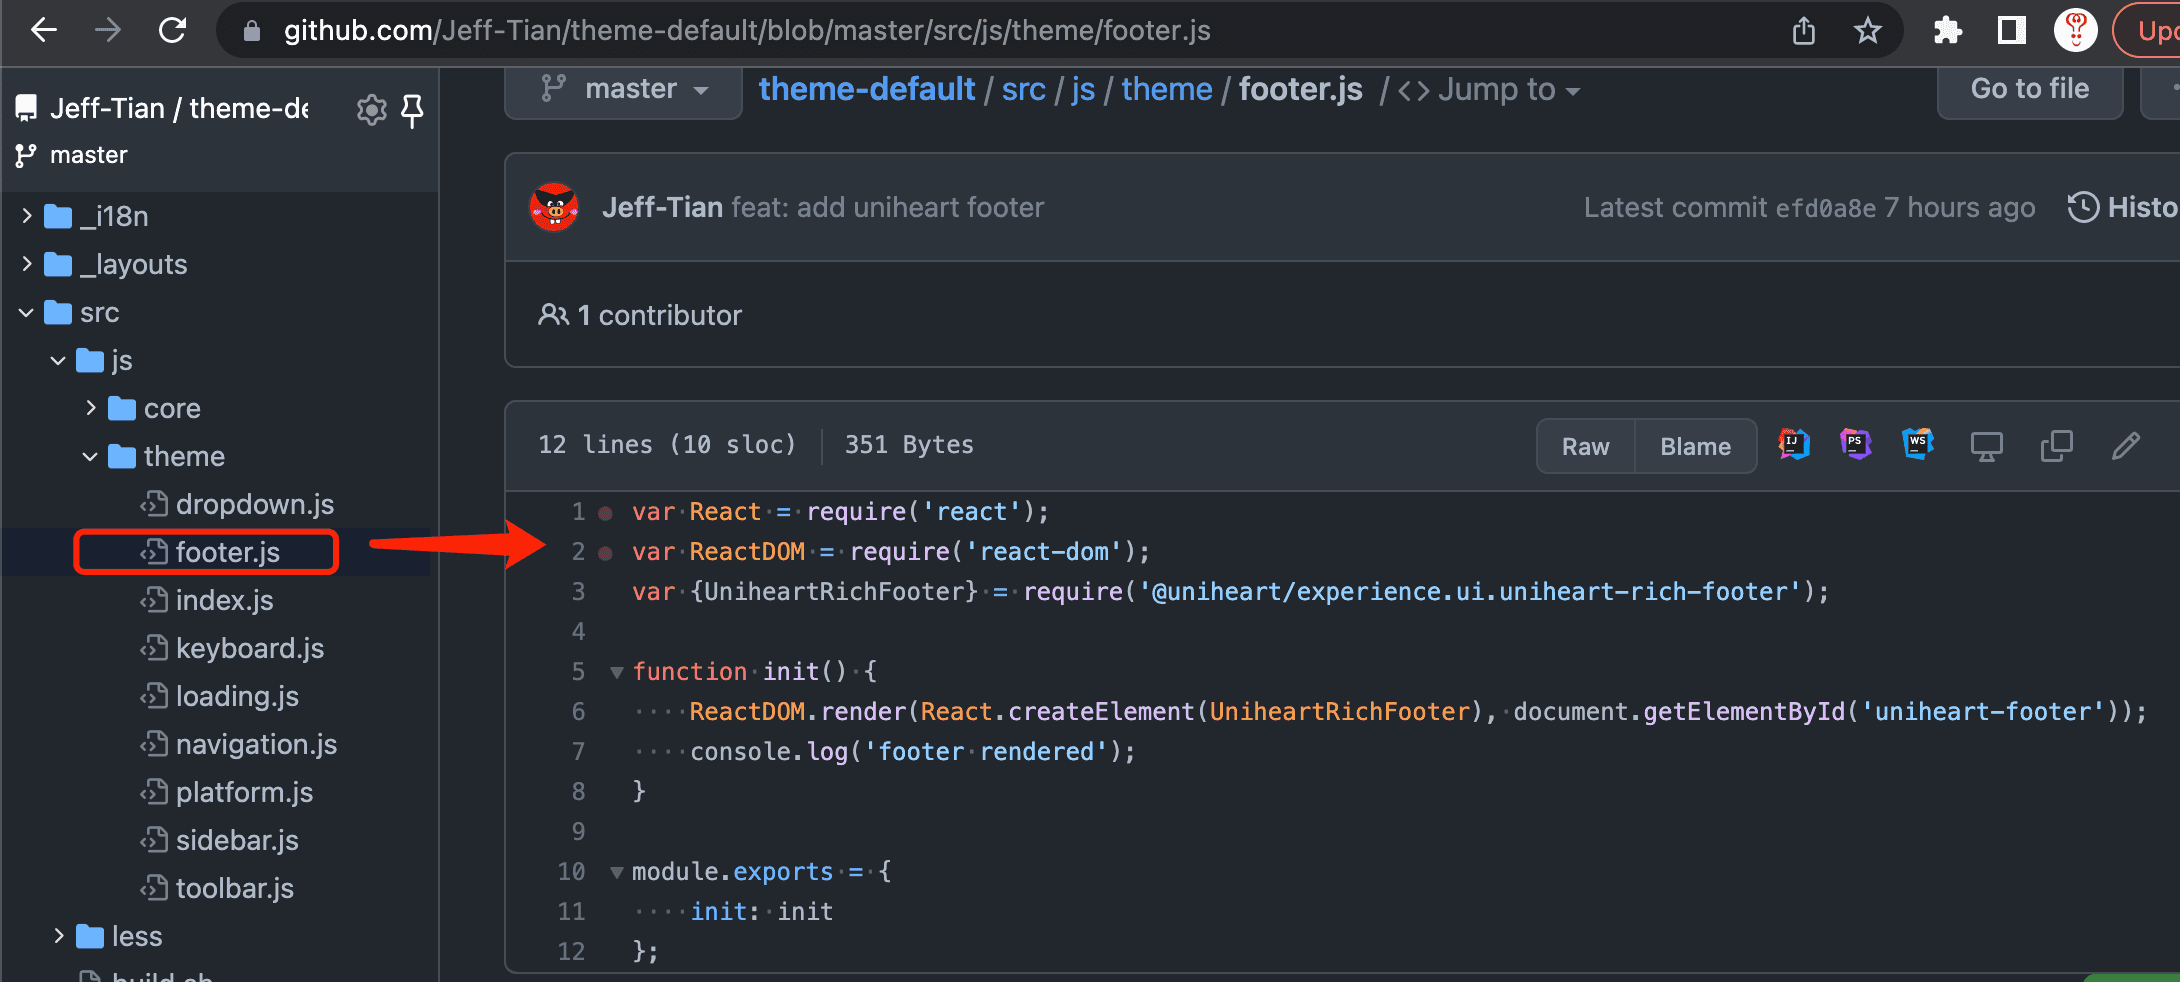 github.com/Jeff-Tian/theme-default/blob/master/src/js/theme/footer.js
Jeff-Tian / theme-de
master
_i18n
_layouts
src
js
core
theme
dropdown.js
footer.js
index.js
keyboard.js
loading.js
navigation.js
platform.js
sidebar.js
toolbar.js
less
build.sh
master
theme-default / src / js / theme / footer.js / <> Jump to
Go to file
Jeff-Tian feat: add uniheart footer
Latest commit efd0a8e 7 hours ago
Histo
1 contributor
12 lines (10 sloc) | 351 Bytes
Raw
Blame
IJ
PS
WS
1 var React = require('react');
2 var ReactDOM = require('react-dom');
3 var {UniheartRichFooter} = require('@uniheart/experience.ui.uniheart-rich-footer');
4
5 function init() {
6 ····ReactDOM.render(React.createElement(UniheartRichFooter), document.getElementById('uniheart-footer'));
7 ····console.log('footer rendered');
8 }
9
10 module.exports = {
11 ····init: init
12 };